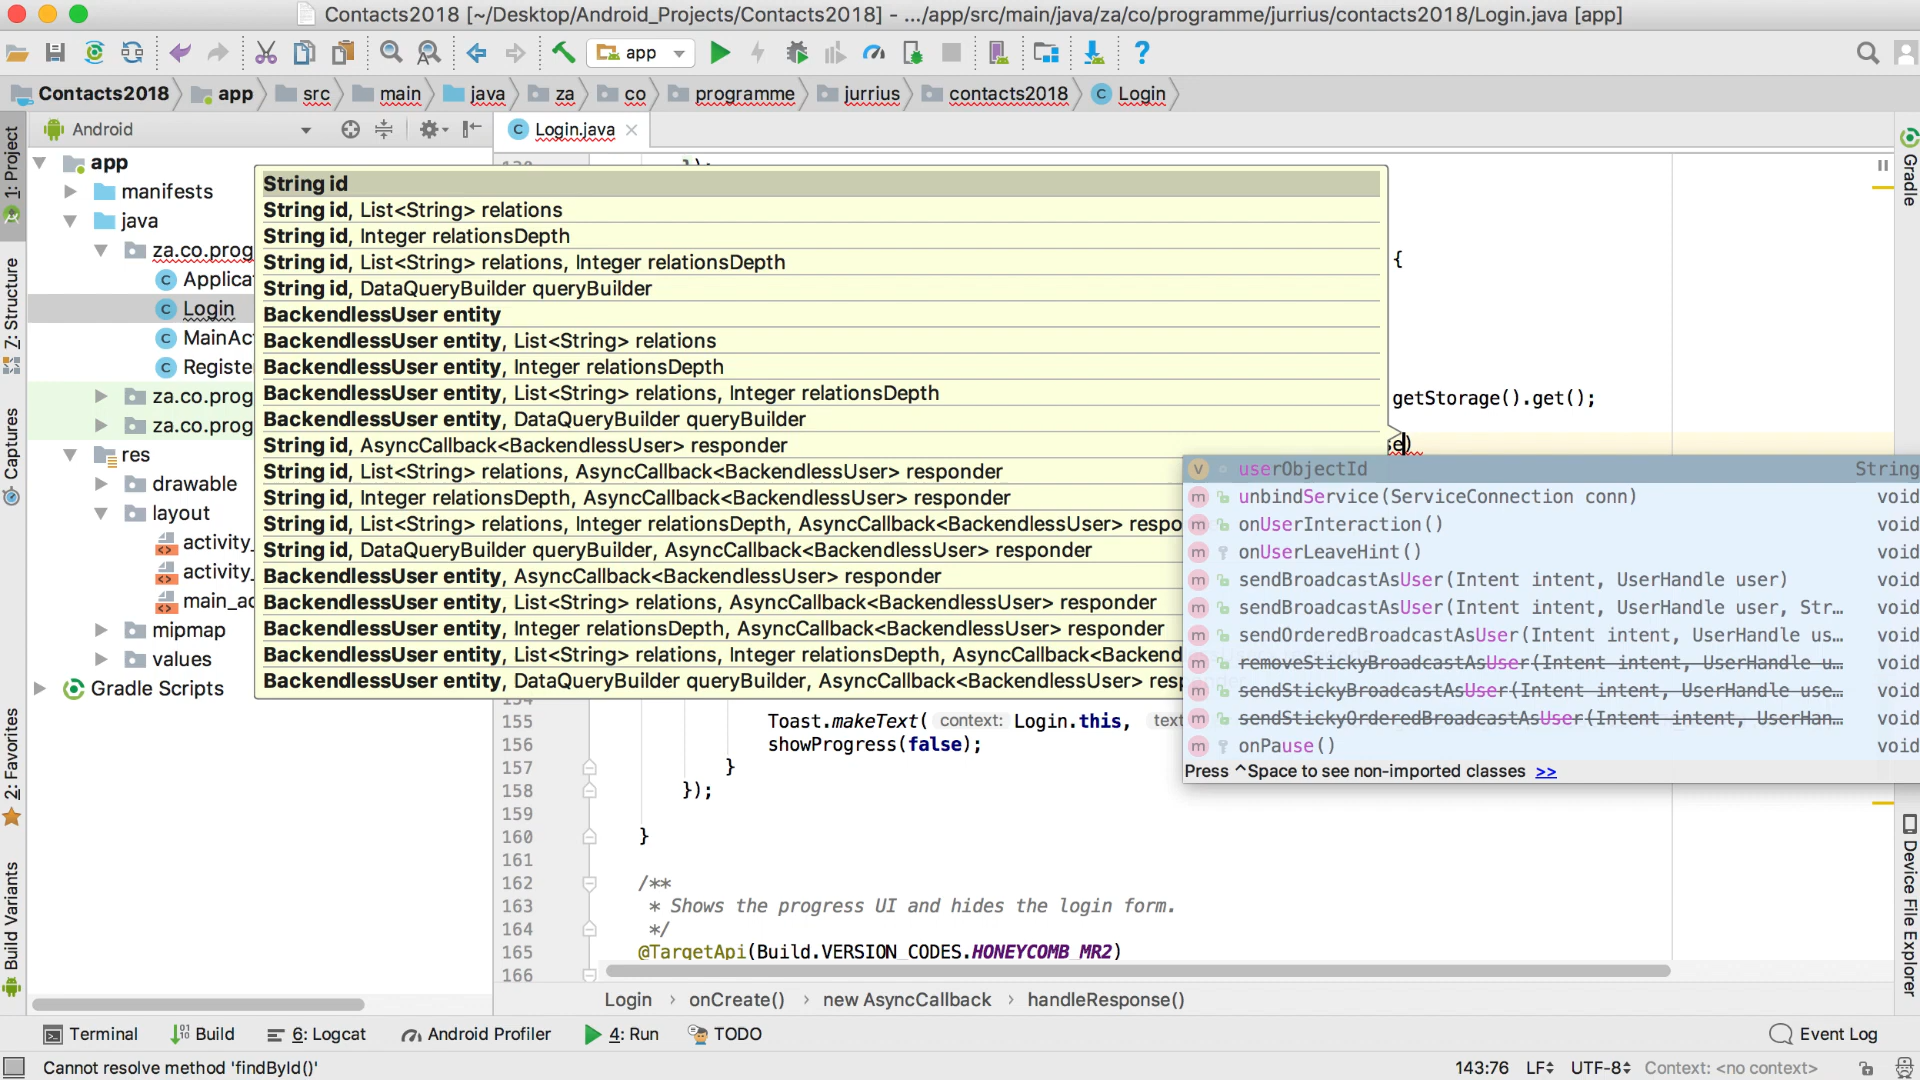 Contacts2018 [~/Desktop/Android_Projects/Contacts2018] - .../app/src/main/java/za/co/programme/jurrius/contacts2018/Login.java [app]
app
Contacts2018 app src main java za co programme jurrius contacts2018 Login
1: Project
7: Structure
Captures
2: Favorites
Build Variants
Android
app
manifests
java
za.co.prog
Applica
Login
MainAc
Registe
za.co.prog
za.co.prog
res
drawable
layout
activity_
activity_
main_ac
mipmap
values
Gradle Scripts
Login.java
String id
String id, List<String> relations
String id, Integer relationsDepth
String id, List<String> relations, Integer relationsDepth
String id, DataQueryBuilder queryBuilder
BackendlessUser entity
BackendlessUser entity, List<String> relations
BackendlessUser entity, Integer relationsDepth
BackendlessUser entity, List<String> relations, Integer relationsDepth
BackendlessUser entity, DataQueryBuilder queryBuilder
String id, AsyncCallback<BackendlessUser> responder
String id, List<String> relations, AsyncCallback<BackendlessUser> responder
String id, Integer relationsDepth, AsyncCallback<BackendlessUser> responder
String id, List<String> relations, Integer relationsDepth, AsyncCallback<BackendlessUser> respo
String id, DataQueryBuilder queryBuilder, AsyncCallback<BackendlessUser> responder
BackendlessUser entity, AsyncCallback<BackendlessUser> responder
BackendlessUser entity, List<String> relations, AsyncCallback<BackendlessUser> responder
BackendlessUser entity, Integer relationsDepth, AsyncCallback<BackendlessUser> responder
BackendlessUser entity, List<String> relations, Integer relationsDepth, AsyncCallback<Backend
BackendlessUser entity, DataQueryBuilder queryBuilder, AsyncCallback<BackendlessUser> res
{
getStorage().get();
se)
userObjectId String
unbindService(ServiceConnection conn) void
onUserInteraction() void
onUserLeaveHint() void
sendBroadcastAsUser(Intent intent, UserHandle user) void
sendBroadcastAsUser(Intent intent, UserHandle user, Str… void
sendOrderedBroadcastAsUser(Intent intent, UserHandle us… void
removeStickyBroadcastAsUser(Intent intent, UserHandle u… void
sendStickyBroadcastAsUser(Intent intent, UserHandle use… void
sendStickyOrderedBroadcastAsUser(Intent intent, UserHan… void
onPause() void
Press ^Space to see non-imported classes >>
155 Toast.makeText( context: Login.this, text
156 showProgress(false);
157 }
158 });
159
160 }
161
162 /**
163 * Shows the progress UI and hides the login form.
164 */
165 @TargetApi(Build.VERSION_CODES.HONEYCOMB_MR2)
166
Login › onCreate() › new AsyncCallback › handleResponse()
Gradle
Device File Explorer
Terminal Build 6: Logcat Android Profiler 4: Run TODO Event Log
Cannot resolve method 'findById()' 143:76 LF UTF-8 Context: <no context>